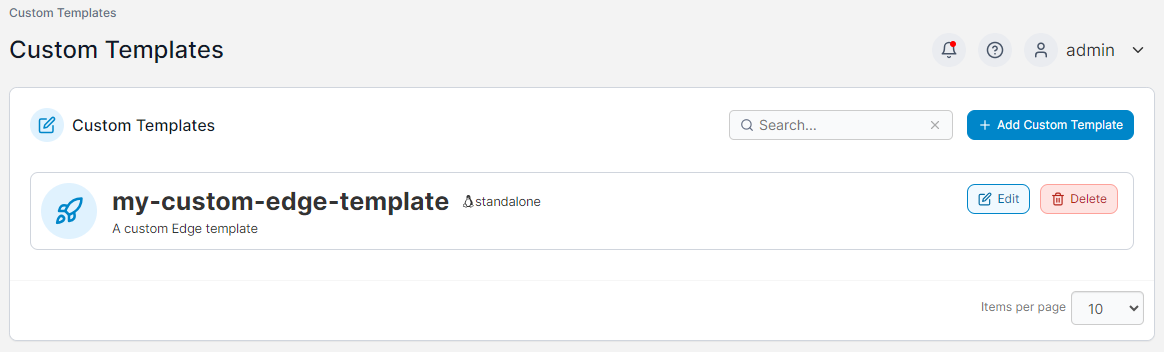 Custom Templates
Custom Templates
admin
Custom Templates
Search...
Add Custom Template
my-custom-edge-template
standalone
Edit
Delete
A custom Edge template
Items per page
10